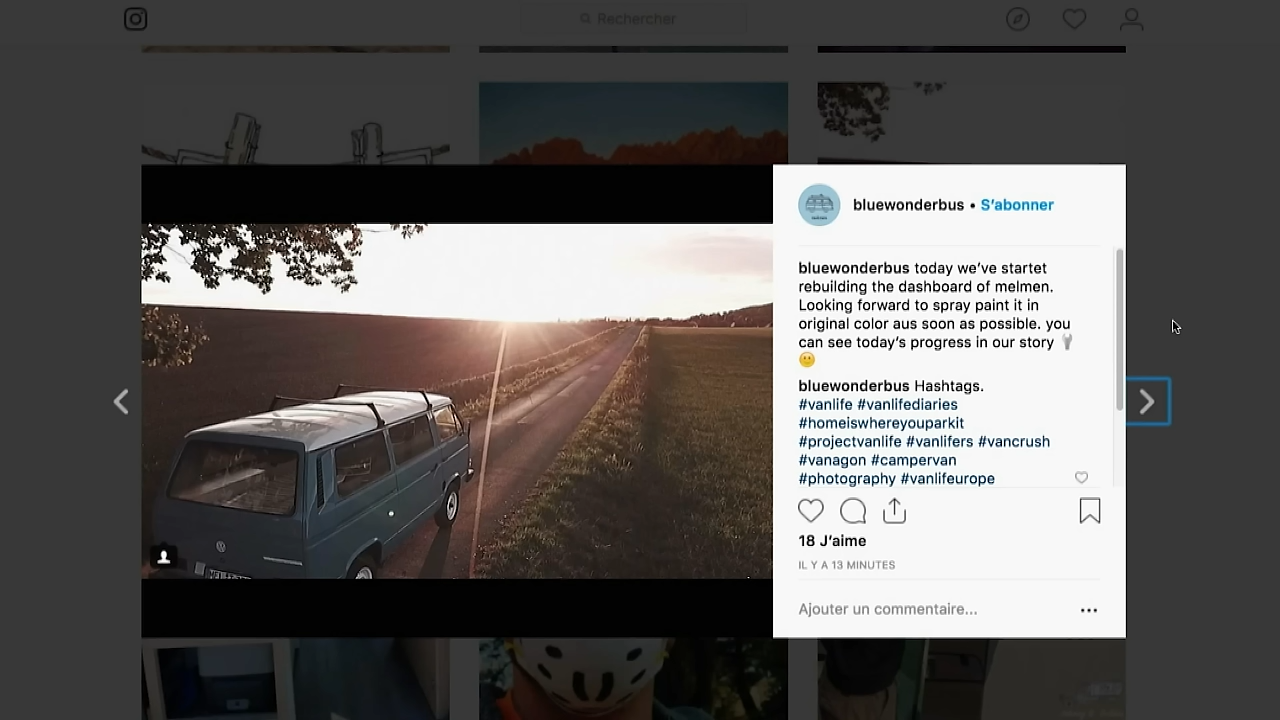 Rechercher
bluewonderbus • S'abonner
bluewonderbus today we've startet
rebuilding the dashboard of melmen.
Looking forward to spray paint it in
original color aus soon as possible. you
can see today's progress in our story 🔧
🙂
bluewonderbus Hashtags.
#vanlife #vanlifediaries
#homeiswhereyouparkit
#projectvanlife #vanlifers #vancrush
#vanagon #campervan
#photography #vanlifeurope
18 J'aime
IL Y A 13 MINUTES
Ajouter un commentaire...